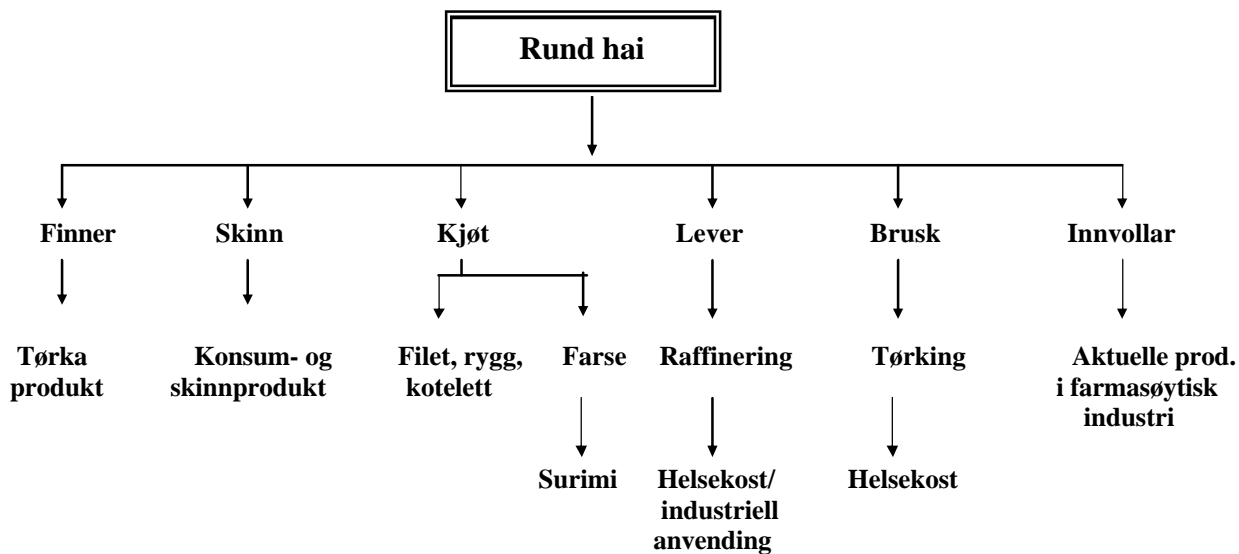 Rund hai
Finner
Skinn
Kjøt
Lever
Brusk
Innvollar
Tørka
produkt
Konsum- og
skinnprodukt
Filet, rygg,
kotelett
Farse
Raffinering
Tørking
Aktuelle prod.
i farmasøytisk
industri
Surimi
Helsekost/
industriell
anvending
Helsekost